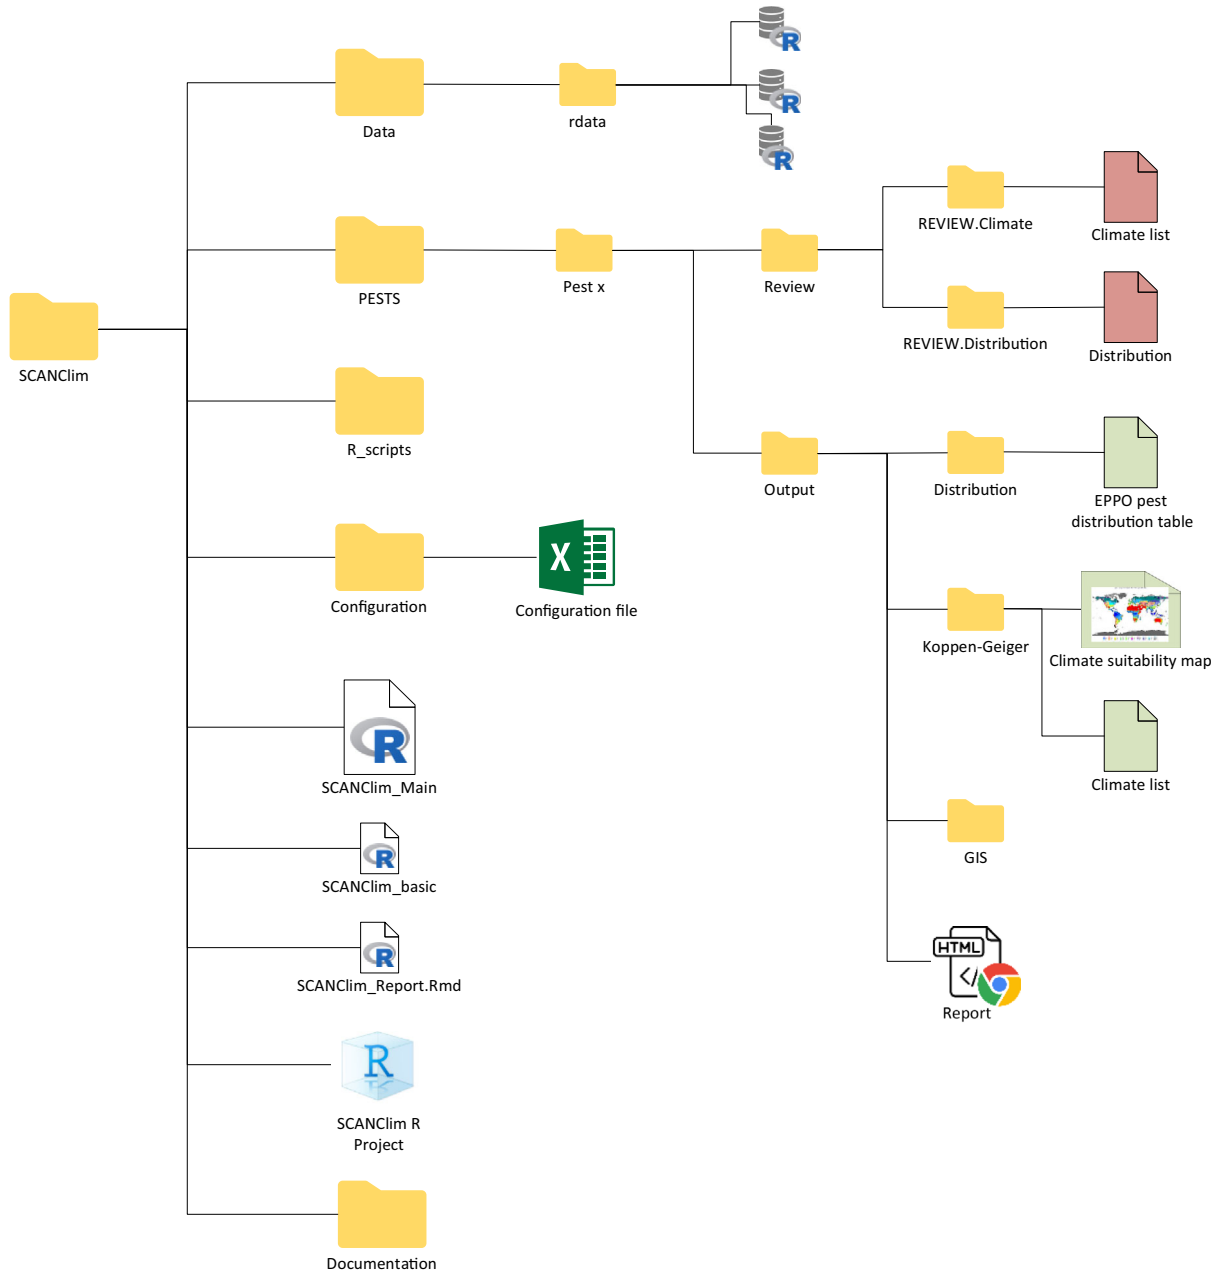 R
R
R
Data
rdata
REVIEW.Climate
Climate list
PESTS
Pest x
Review
REVIEW.Distribution
Distribution
SCANClim
R_scripts
Output
Distribution
EPPO pest
distribution table
X
Configuration
Configuration file
Koppen-Geiger
Climate suitability map
R
SCANClim_Main
Climate list
R
SCANClim_basic
GIS
R
SCANClim_Report.Rmd
HTML
</
Report
R
SCANClim R
Project
Documentation